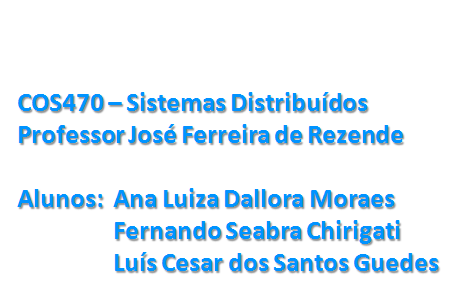 COS470 – Sistemas Distribuídos
Professor José Ferreira de Rezende
Alunos: Ana Luiza Dallora Moraes
Fernando Seabra Chirigati
Luís Cesar dos Santos Guedes